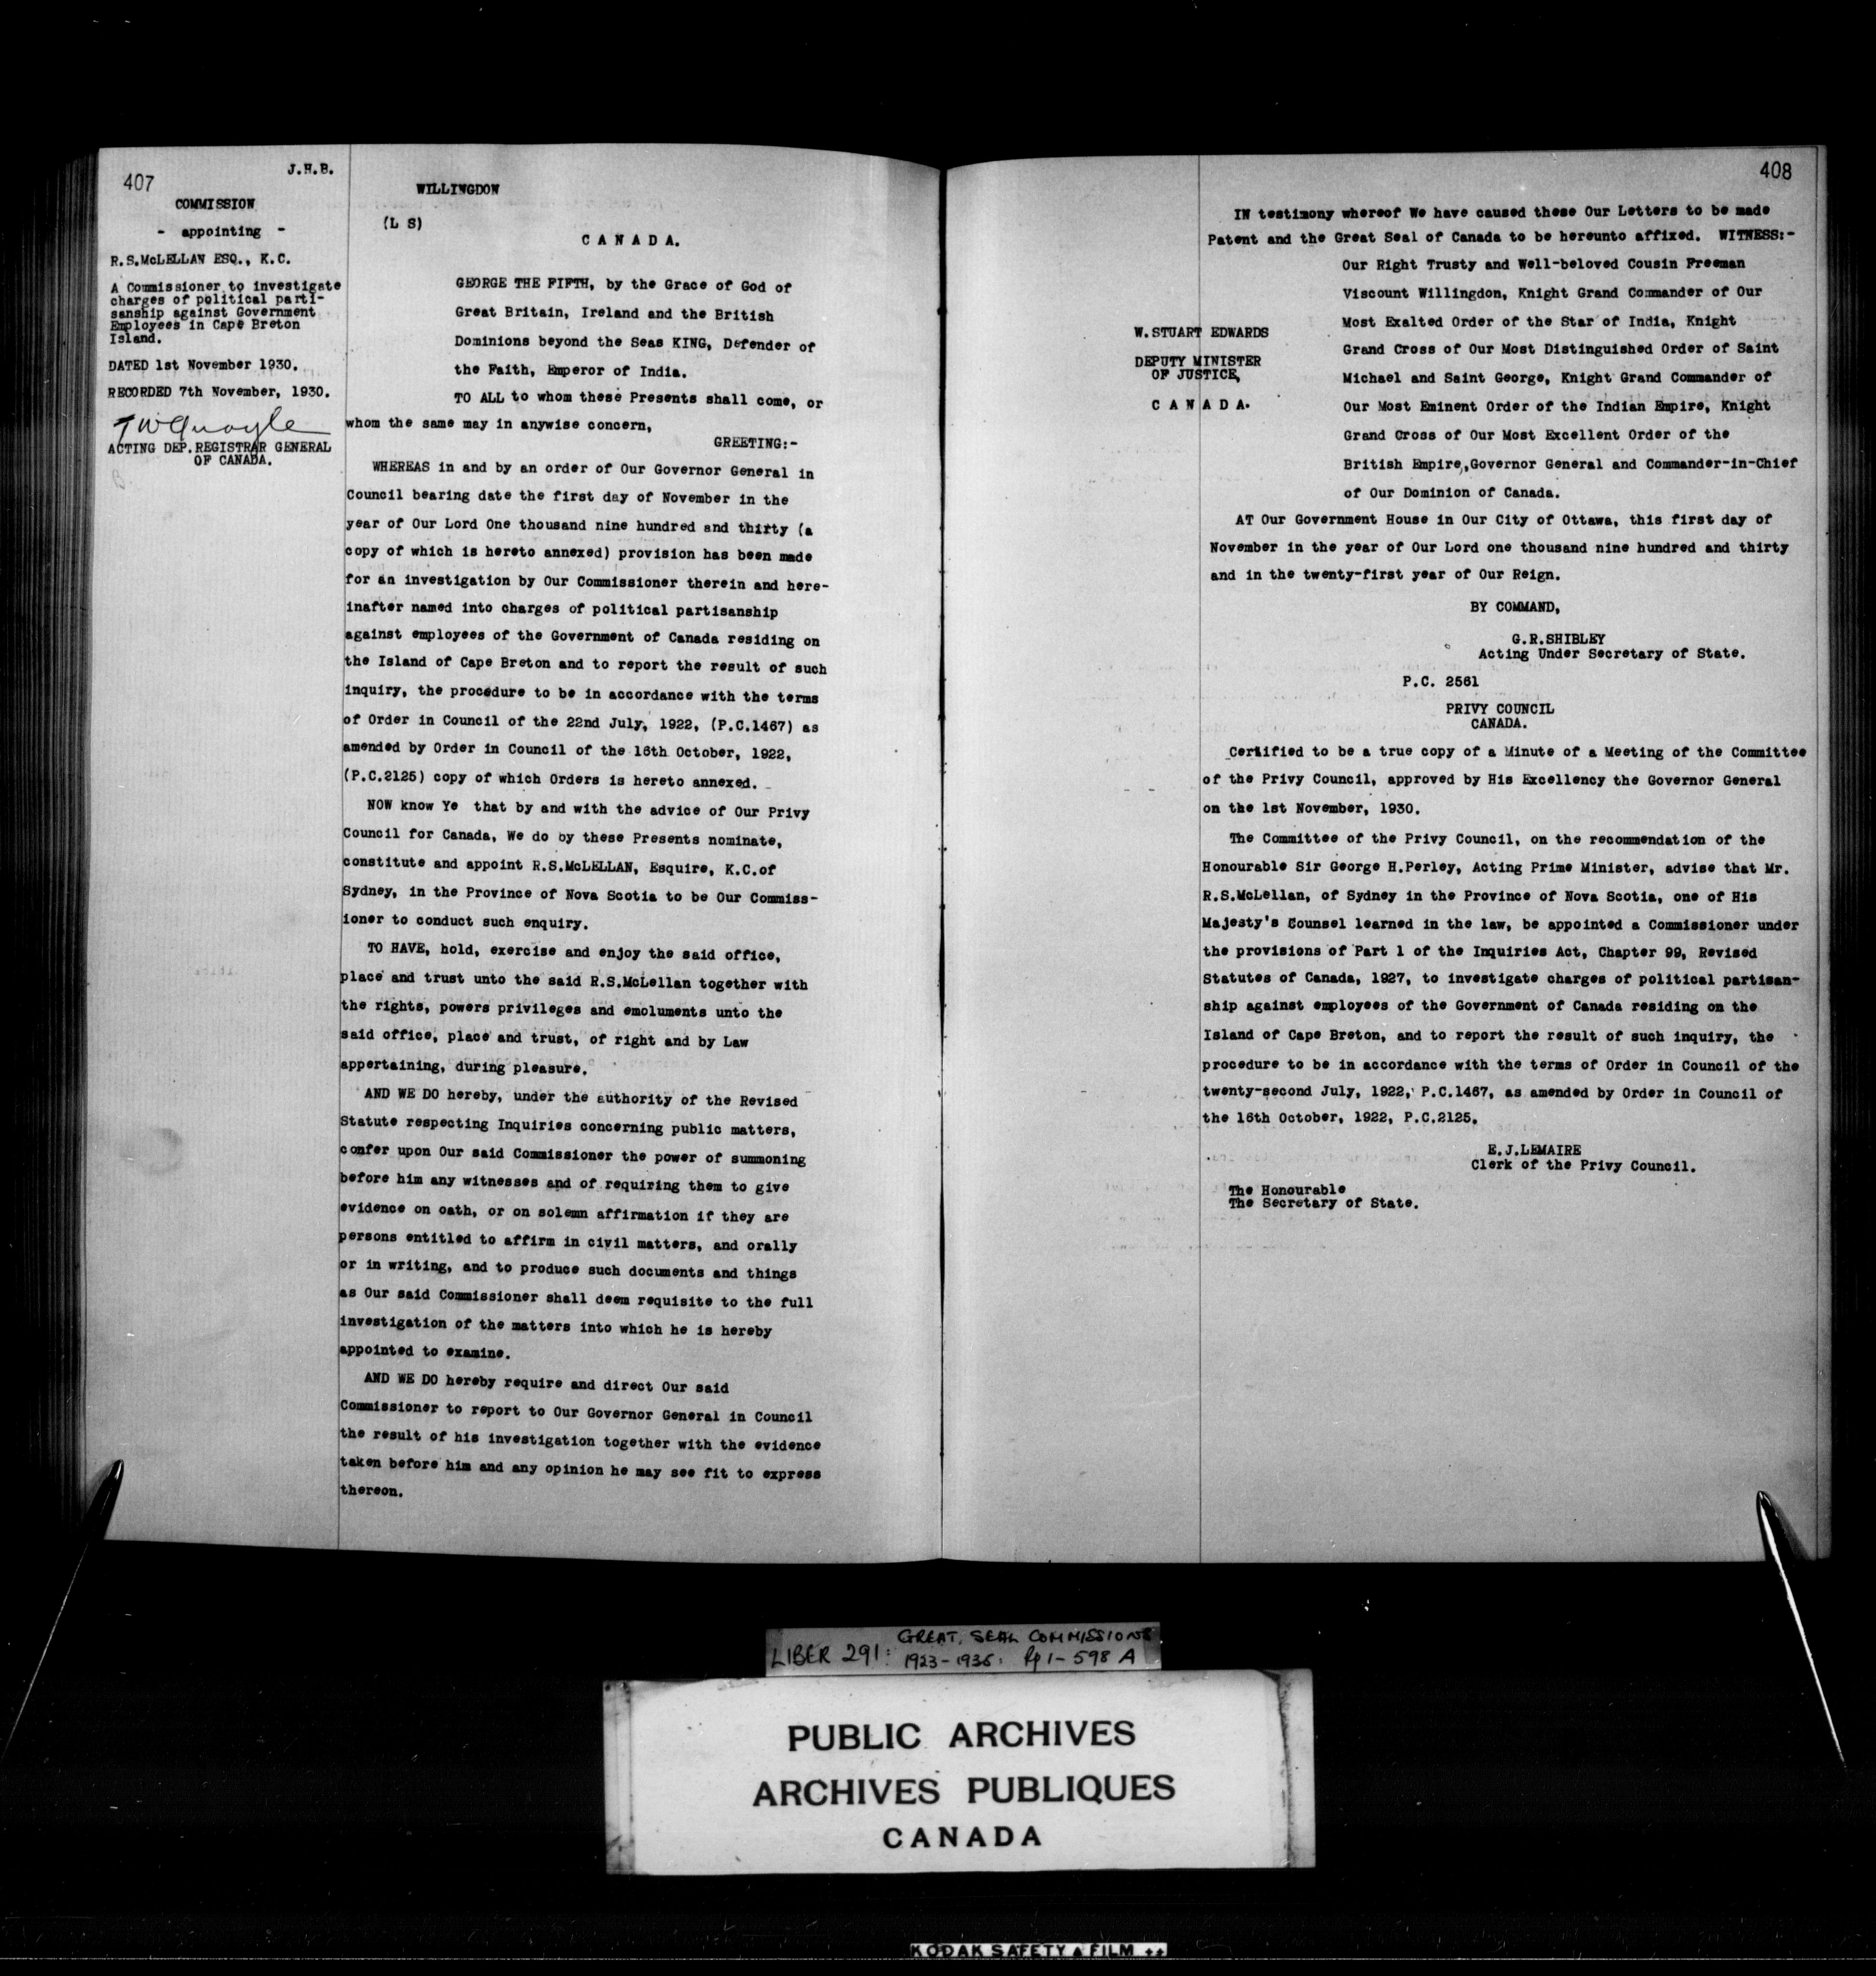 407
J.H.B.
COMMISSION
- appointing -
R.S.McLELLAN ESQ., K.C.
A Commissioner to investigate
charges of political parti-
sanship against Government
Employees in Cape Breton
Island.
DATED 1st November 1930.
RECORDED 7th November, 1930.
TWQuayle
ACTING DEP.REGISTRAR GENERAL
OF CANADA.
WILLINGDON
(L S)
C A N A D A.
GEORGE THE FIFTH, by the Grace of God of
Great Britain, Ireland and the British
Dominions beyond the Seas KING, Defender of
the Faith, Emperor of India.
TO ALL to whom these Presents shall come, or
whom the same may in anywise concern,
GREETING:-
WHEREAS in and by an order of Our Governor General in
Council bearing date the first day of November in the
year of Our Lord One thousand nine hundred and thirty (a
copy of which is hereto annexed) provision has been made
for an investigation by Our Commissioner therein and here-
inafter named into charges of political partisanship
against employees of the Government of Canada residing on
the Island of Cape Breton and to report the result of such
inquiry, the procedure to be in accordance with the terms
of Order in Council of the 22nd July, 1922, (P.C.1467) as
amended by Order in Council of the 16th October, 1922,
(P.C.2125) copy of which Orders is hereto annexed.
NOW know Ye that by and with the advice of Our Privy
Council for Canada, We do by these Presents nominate,
constitute and appoint R.S.McLELLAN, Esquire, K.C.of
Sydney, in the Province of Nova Scotia to be Our Commiss-
ioner to conduct such enquiry.
TO HAVE, hold, exercise and enjoy the said office,
place and trust unto the said R.S.McLellan together with
the rights, powers privileges and emoluments unto the
said office, place and trust, of right and by Law
appertaining, during pleasure.
AND WE DO hereby, under the authority of the Revised
Statute respecting Inquiries concerning public matters,
confer upon Our said Commissioner the power of summoning
before him any witnesses and of requiring them to give
evidence on oath, or on solemn affirmation if they are
persons entitled to affirm in civil matters, and orally
or in writing, and to produce such documents and things
as Our said Commissioner shall deem requisite to the full
investigation of the matters into which he is hereby
appointed to examine.
AND WE DO hereby require and direct Our said
Commissioner to report to Our Governor General in Council
the result of his investigation together with the evidence
taken before him and any opinion he may see fit to express
thereon.
408
IN testimony whereof We have caused these Our Letters to be made
Patent and the Great Seal of Canada to be hereunto affixed. WITNESS:-
Our Right Trusty and Well-beloved Cousin Freeman
Viscount Willingdon, Knight Grand Commander of Our
Most Exalted Order of the Star of India, Knight
Grand Cross of Our Most Distinguished Order of Saint
Michael and Saint George, Knight Grand Commander of
Our Most Eminent Order of the Indian Empire, Knight
Grand Cross of Our Most Excellent Order of the
British Empire,,Governor General and Commander-in-Chief
of Our Dominion of Canada.
W.STUART EDWARDS
DEPUTY MINISTER
OF JUSTICE,
C A N A D A.
AT Our Government House in Our City of Ottawa, this first day of
November in the year of Our Lord one thousand nine hundred and thirty
and in the twenty-first year of Our Reign.
BY COMMAND,
G.R.SHIBLEY
Acting Under Secretary of State.
P.C. 2561
PRIVY COUNCIL
CANADA.
Certified to be a true copy of a Minute of a Meeting of the Committee
of the Privy Council, approved by His Excellency the Governor General
on the 1st November, 1930.
The Committee of the Privy Council, on the recommendation of the
Honourable Sir George H.Perley, Acting Prime Minister, advise that Mr.
R.S.McLellan, of Sydney in the Province of Nova Scotia, one of His
Majesty's Counsel learned in the law, be appointed a Commissioner under
the provisions of Part 1 of the Inquiries Act, Chapter 99, Revised
Statutes of Canada, 1927, to investigate charges of political partisan-
ship against employees of the Government of Canada residing on the
Island of Cape Breton, and to report the result of such inquiry, the
procedure to be in accordance with the terms of Order in Council of the
twenty-second July, 1922, P.C.1467, as amended by Order in Council of
the 16th October, 1922, P.C.2125.
E.J.LEMAIRE
Clerk of the Privy Council.
The Honourable
The Secretary of State.
LIBER 291: GREAT SEAL COMMISSIONS
1923-1935: Pp 1-598 A
PUBLIC ARCHIVES
ARCHIVES PUBLIQUES
CANADA
KODAK SAFETY FILM